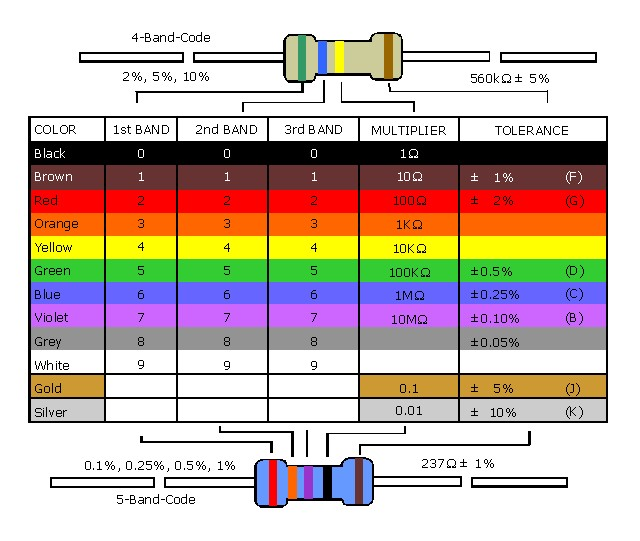 4-Band-Code
2%, 5%, 10%
560kΩ ± 5%
COLOR 1st BAND 2nd BAND 3rd BAND MULTIPLIER TOLERANCE
Black 0 0 0 1Ω
Brown 1 1 1 10Ω ± 1% (F)
Red 2 2 2 100Ω ± 2% (G)
Orange 3 3 3 1KΩ
Yellow 4 4 4 10KΩ
Green 5 5 5 100KΩ ±0.5% (D)
Blue 6 6 6 1MΩ ±0.25% (C)
Violet 7 7 7 10MΩ ±0.10% (B)
Grey 8 8 8 ±0.05%
White 9 9 9
Gold 0.1 ± 5% (J)
Silver 0.01 ± 10% (K)
0.1%, 0.25%, 0.5%, 1%
237Ω ± 1%
5-Band-Code